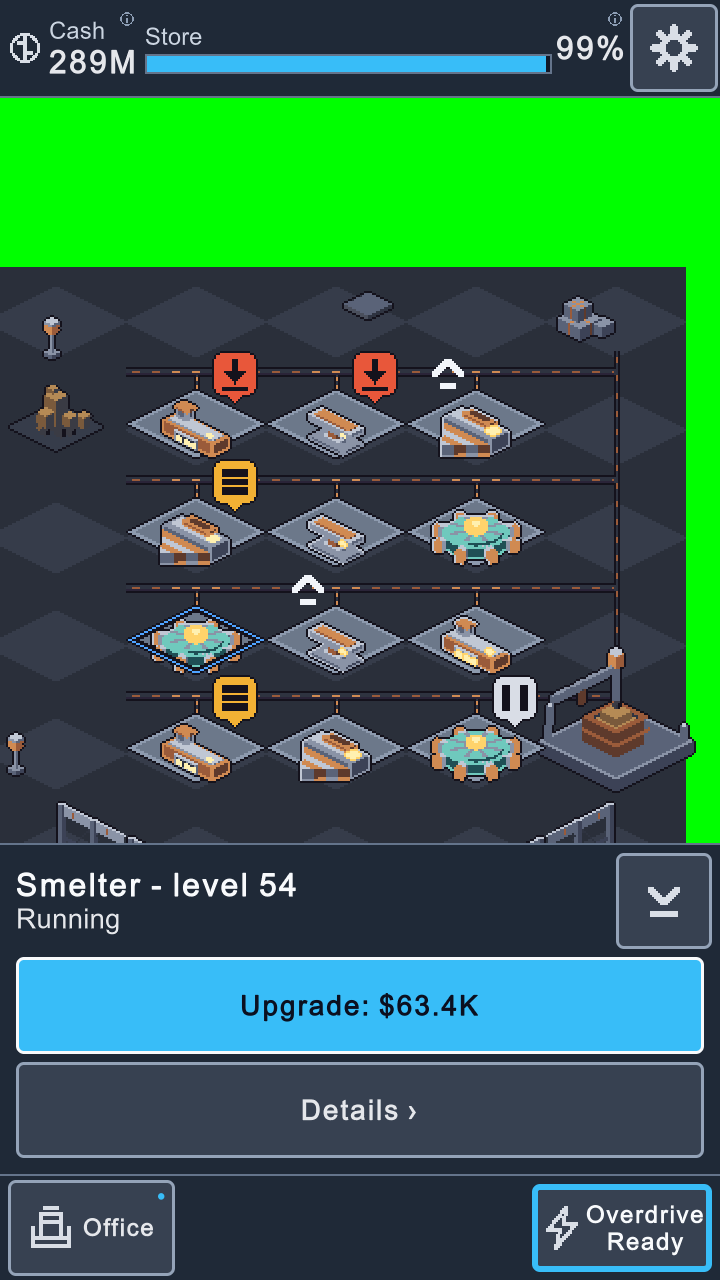 Cash
Store
289M
99%
Smelter - level 54
Running
Upgrade: $63.4K
Details ›
Office
Overdrive
Ready